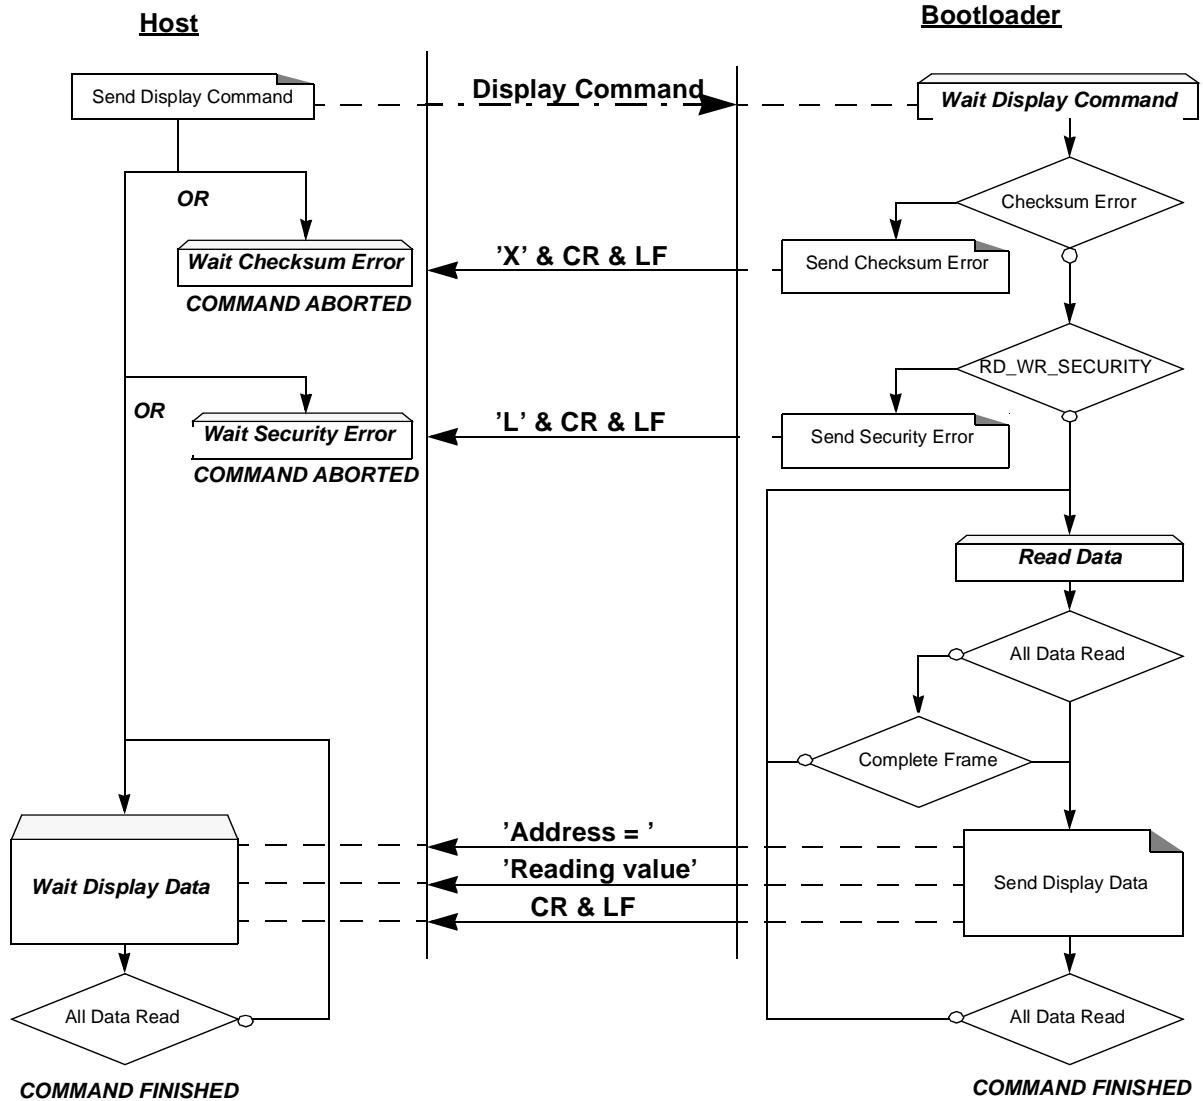 Host
Bootloader
Send Display Command
Display Command
Wait Display Command
OR
Checksum Error
Wait Checksum Error
’X’ & CR & LF
Send Checksum Error
COMMAND ABORTED
RD_WR_SECURITY
OR
Wait Security Error
’L’ & CR & LF
Send Security Error
COMMAND ABORTED
Read Data
All Data Read
Complete Frame
’Address = ’
’Reading value’
CR & LF
Wait Display Data
Send Display Data
All Data Read
All Data Read
COMMAND FINISHED
COMMAND FINISHED